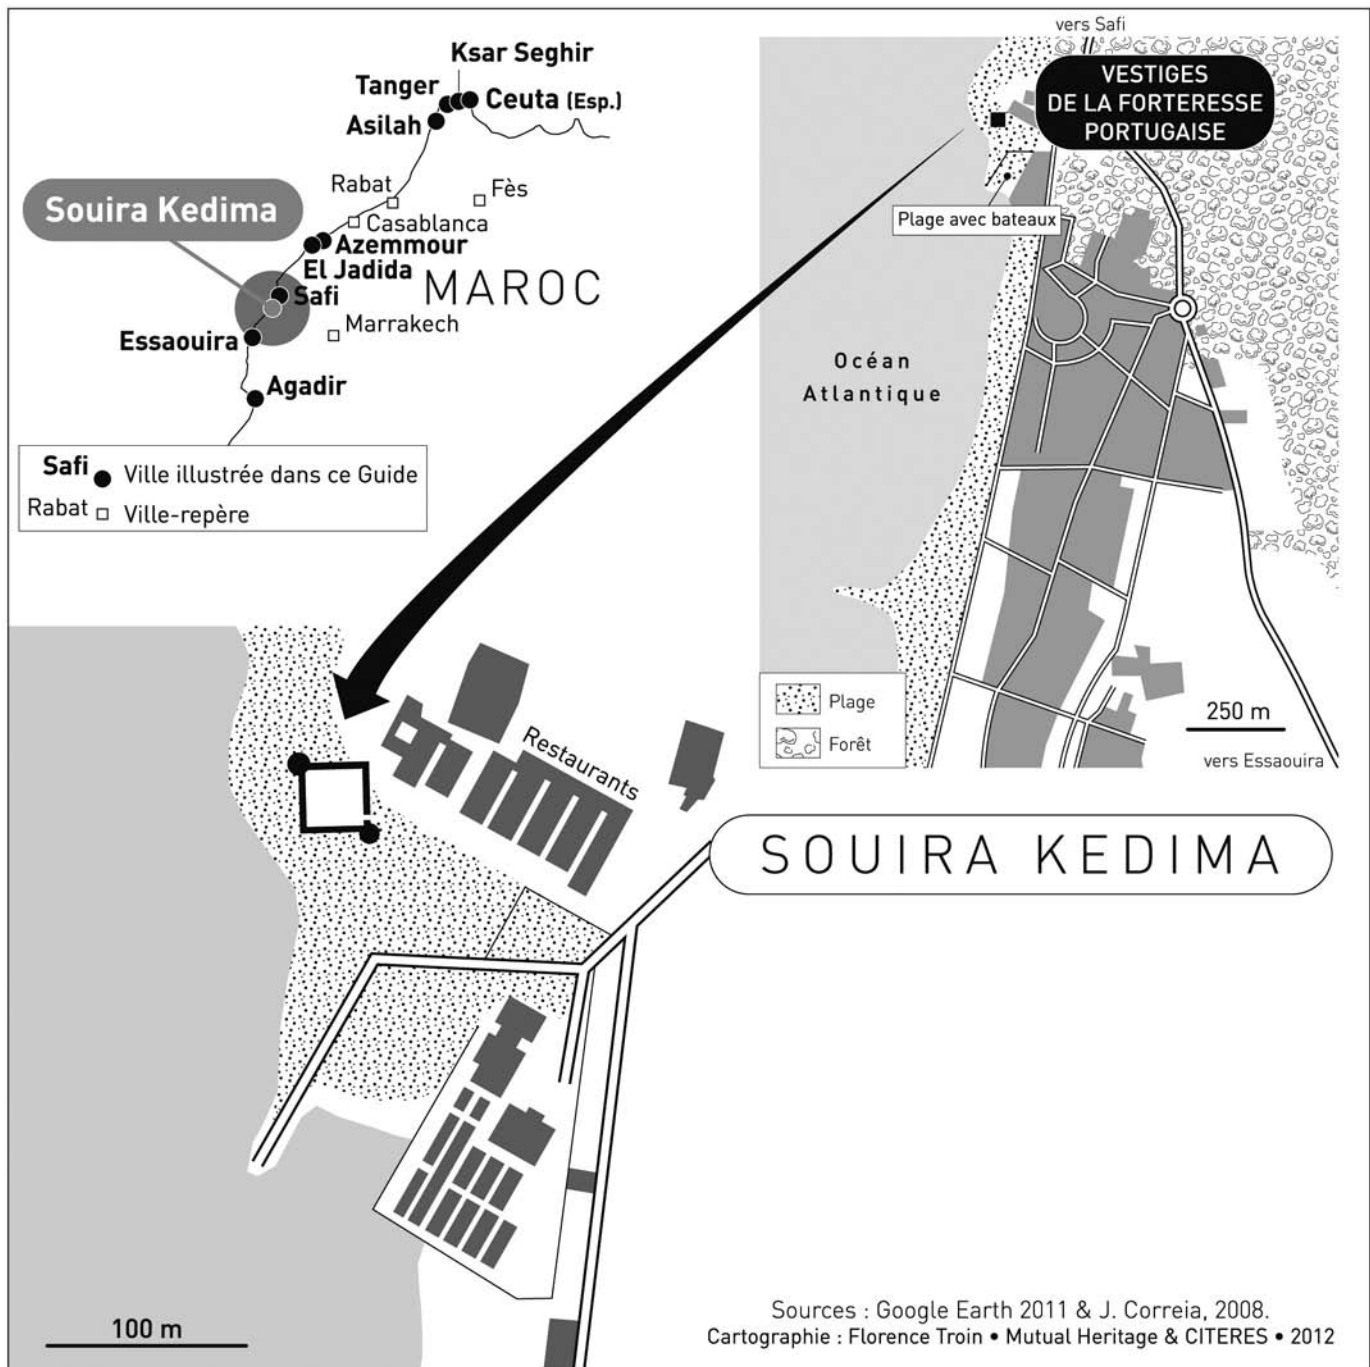 Ksar Seghir
Tanger
Ceuta (Esp.)
Asilah
Rabat
Fès
Souira Kedima
Casablanca
Azemmour
El Jadida
MAROC
Safi
Marrakech
Essaouira
Agadir
Safi Ville illustrée dans ce Guide
Rabat Ville-repère
vers Safi
VESTIGES
DE LA FORTERESSE
PORTUGAISE
Plage avec bateaux
Océan
Atlantique
Plage
Forêt
250 m
vers Essaouira
Restaurants
SOUIRA KEDIMA
100 m
Sources : Google Earth 2011 & J. Correia, 2008.
Cartographie : Florence Troin • Mutual Heritage & CITERES • 2012